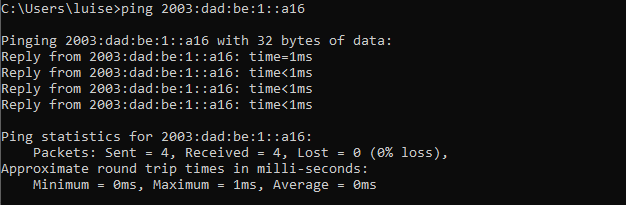 C:\Users\luise>ping 2003:dad:be:1::a16
Pinging 2003:dad:be:1::a16 with 32 bytes of data:
Reply from 2003:dad:be:1::a16: time=1ms
Reply from 2003:dad:be:1::a16: time<1ms
Reply from 2003:dad:be:1::a16: time<1ms
Reply from 2003:dad:be:1::a16: time<1ms
Ping statistics for 2003:dad:be:1::a16:
    Packets: Sent = 4, Received = 4, Lost = 0 (0% loss),
Approximate round trip times in milli-seconds:
    Minimum = 0ms, Maximum = 1ms, Average = 0ms